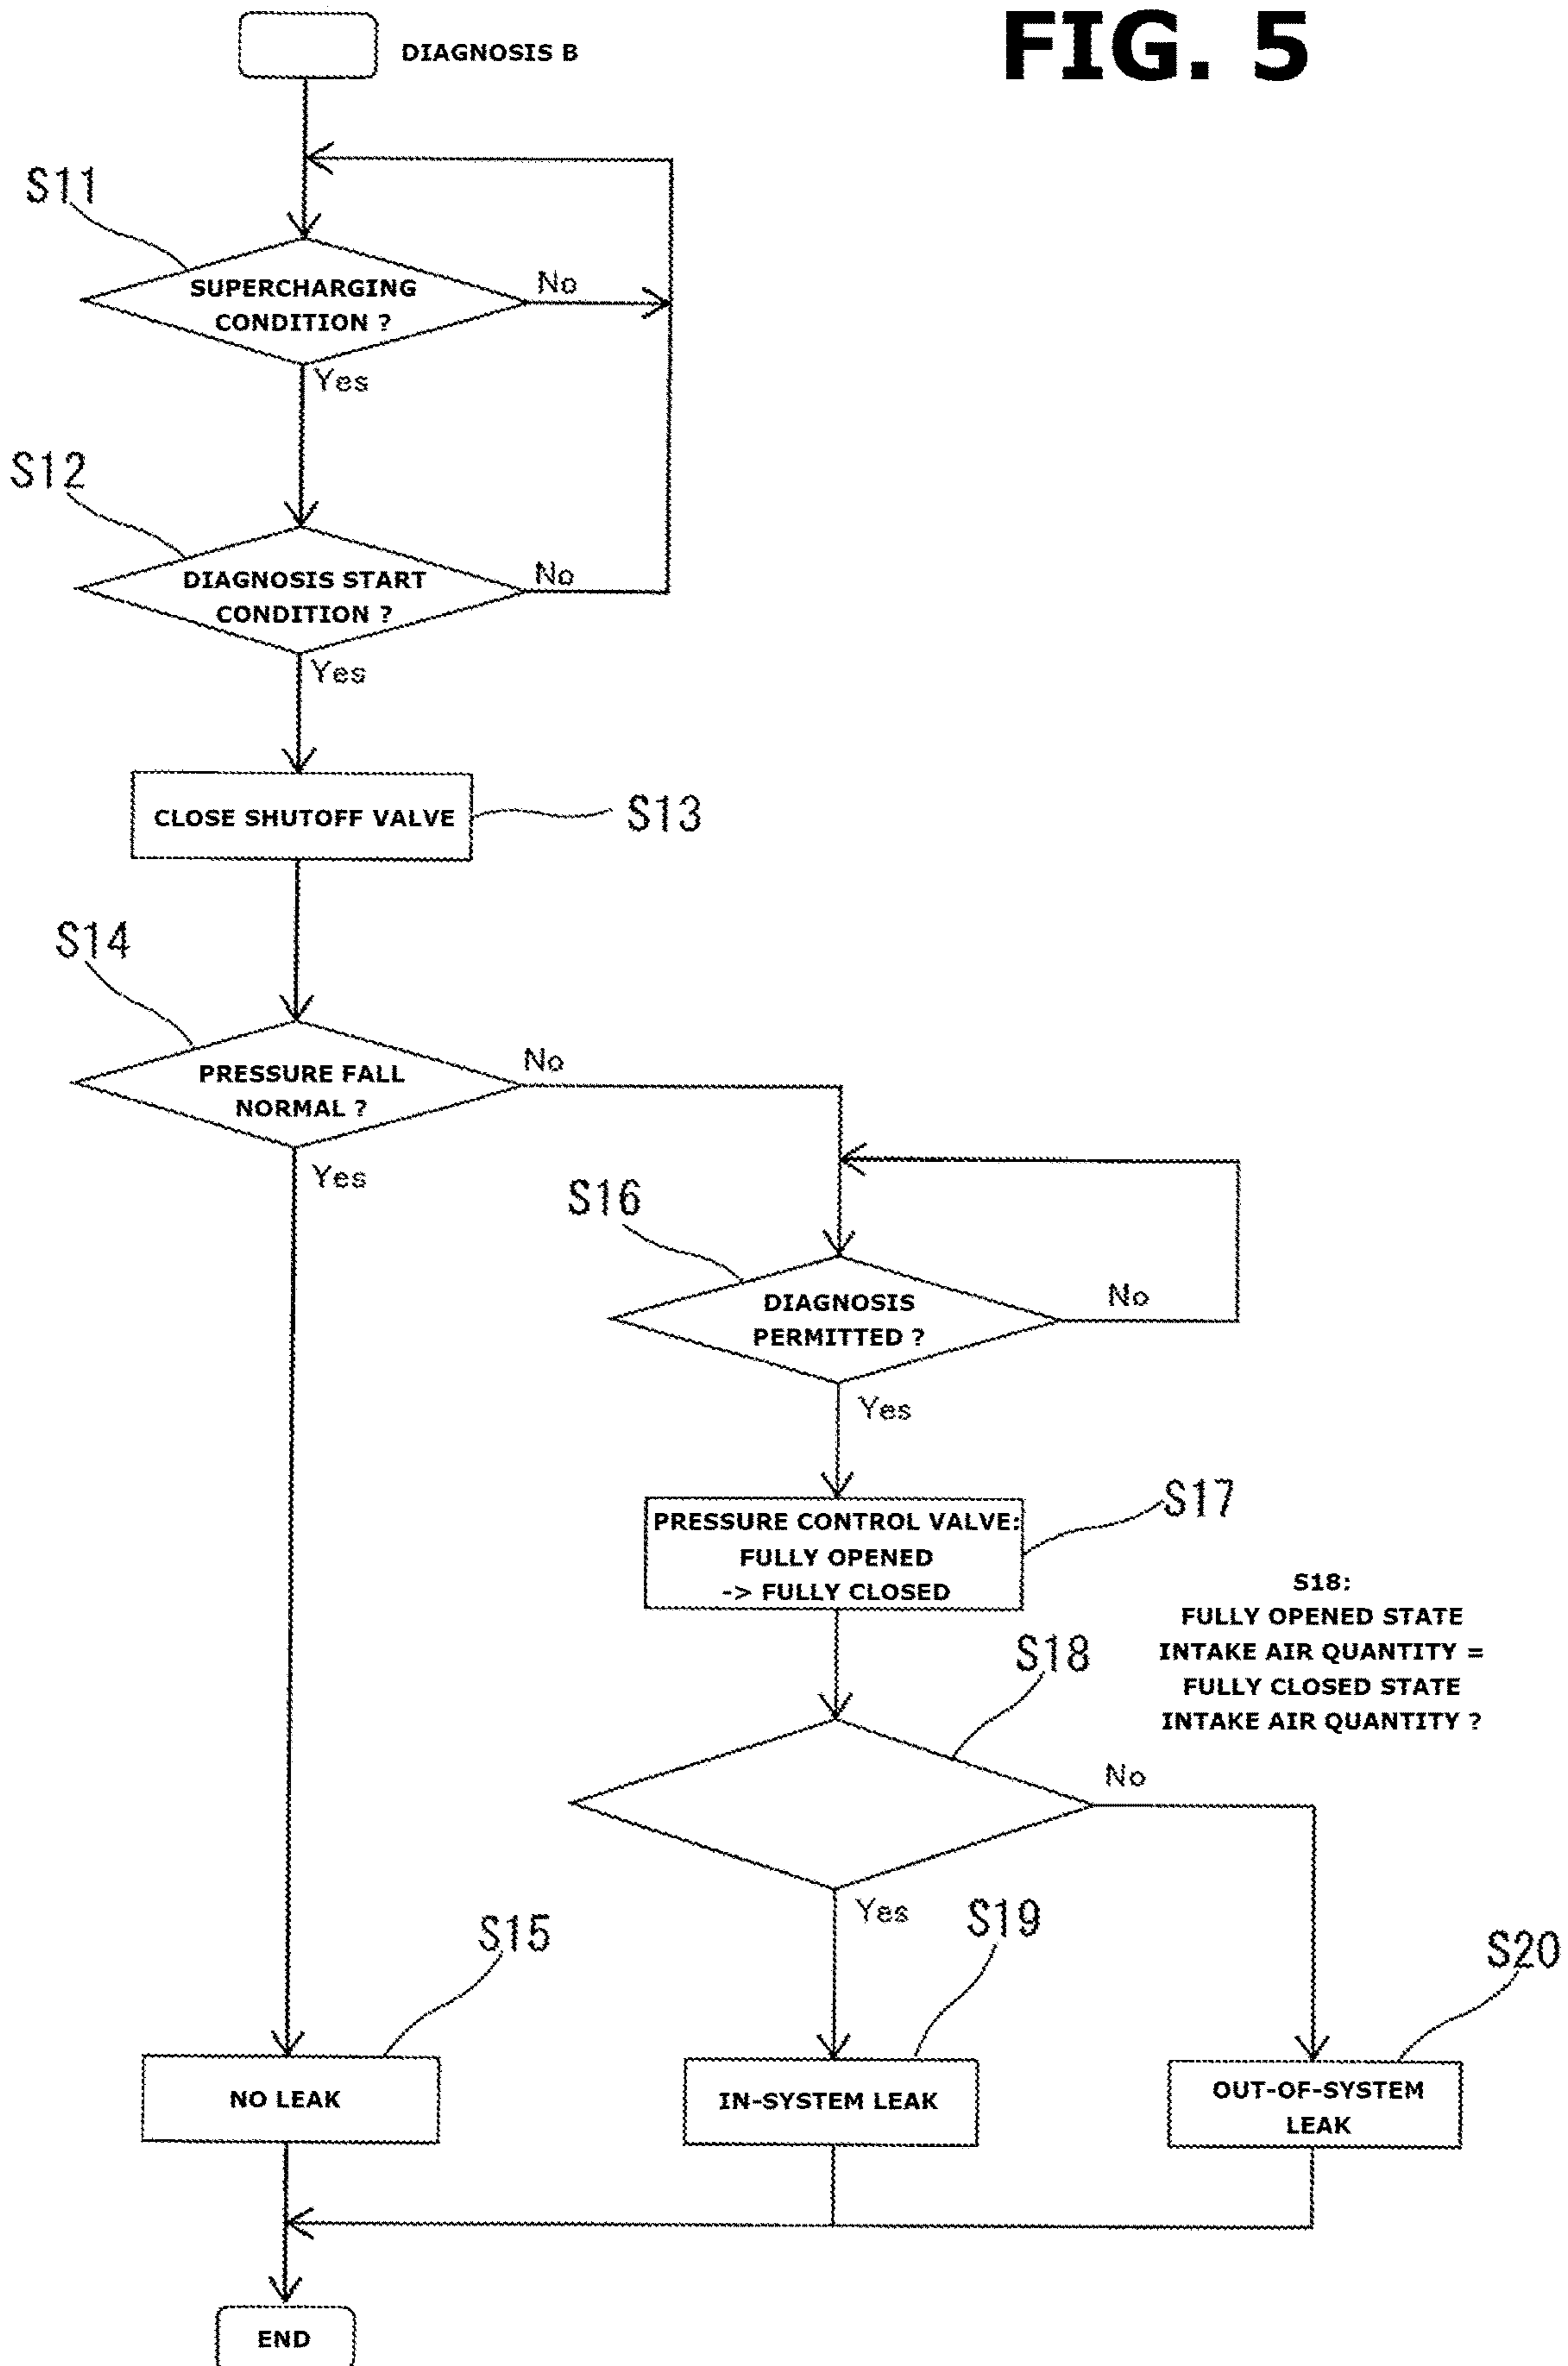 FIG. 5
DIAGNOSIS B
S11
SUPERCHARGING
CONDITION ?
No
Yes
S12
DIAGNOSIS START
CONDITION ?
No
Yes
CLOSE SHUTOFF VALVE
S13
S14
PRESSURE FALL
NORMAL ?
No
Yes
S16
DIAGNOSIS
PERMITTED ?
No
Yes
PRESSURE CONTROL VALVE:
FULLY OPENED
-> FULLY CLOSED
S17
S18:
FULLY OPENED STATE
INTAKE AIR QUANTITY =
FULLY CLOSED STATE
INTAKE AIR QUANTITY ?
S18
No
Yes
S15
S19
S20
NO LEAK
IN-SYSTEM LEAK
OUT-OF-SYSTEM
LEAK
END